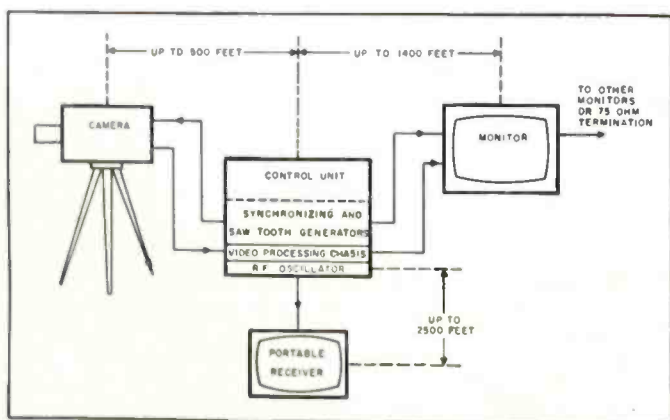 UP TO 500 FEET
UP TO 1400 FEET
TO OTHER
MONITORS
OR 75 OHM
TERMINATION
CAMERA
MONITOR
CONTROL UNIT
SYNCHRONIZING AND
SAW TOOTH GENERATORS
VIDEO PROCESSING CHASIS
R.F. OSCILLATOR
UP TO
2500 FEET
PORTABLE
RECEIVER